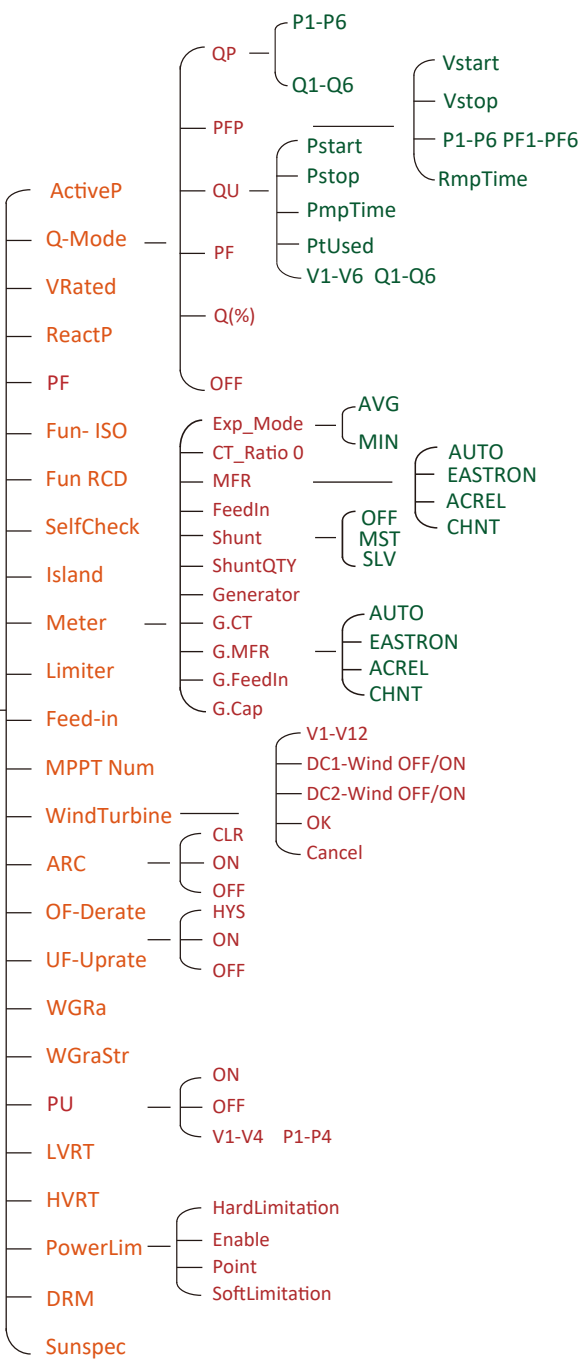 ActiveP
Q-Mode
VRated
ReactP
PF
Fun- ISO
Fun RCD
SelfCheck
Island
Meter
Limiter
Feed-in
MPPT Num
WindTurbine
ARC
OF-Derate
UF-Uprate
WGRa
WGraStr
PU
LVRT
HVRT
PowerLim
DRM
Sunspec
QP
PFP
QU
PF
Q(%)
OFF
P1-P6
Q1-Q6
Vstart
Vstop
P1-P6 PF1-PF6
RmpTime
Pstart
Pstop
PmpTime
PtUsed
V1-V6 Q1-Q6
Exp_Mode
CT_Ratio 0
MFR
FeedIn
Shunt
ShuntQTY
Generator
G.CT
G.MFR
G.FeedIn
G.Cap
AVG
MIN
AUTO
EASTRON
ACREL
CHNT
OFF
MST
SLV
AUTO
EASTRON
ACREL
CHNT
V1-V12
DC1-Wind OFF/ON
DC2-Wind OFF/ON
OK
Cancel
CLR
ON
OFF
HYS
ON
OFF
ON
OFF
V1-V4 P1-P4
HardLimitation
Enable
Point
SoftLimitation